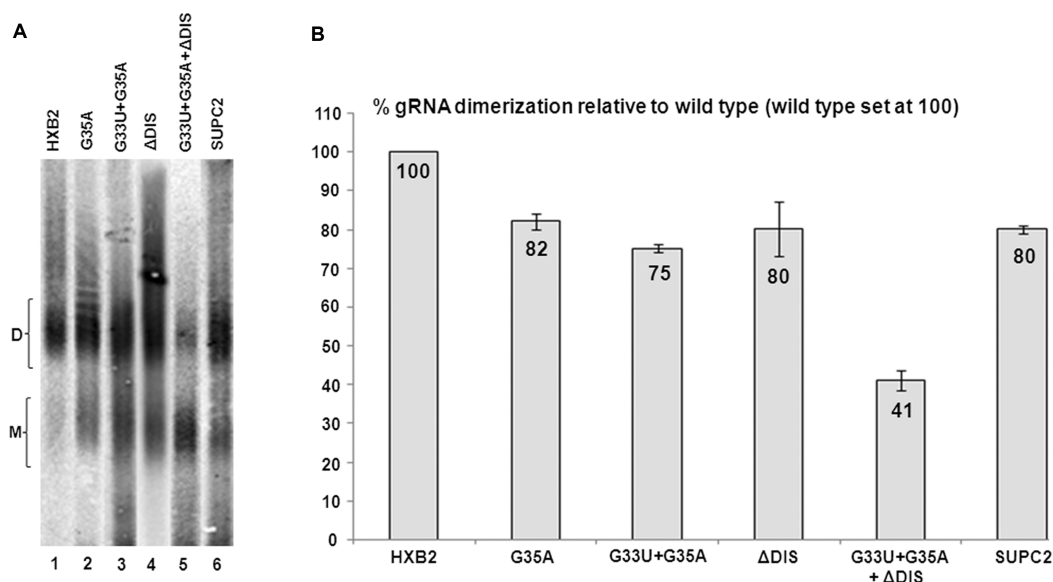 A
HXB2
G35A
G33U+G35A
ΔDIS
G33U+G35A+ΔDIS
SUPC2
D
M
1 2 3 4 5 6
B
% gRNA dimerization relative to wild type (wild type set at 100)
110
100
90
80
70
60
50
40
30
20
10
0
100
82
75
80
41
80
HXB2 G35A G33U+G35A ΔDIS G33U+G35A SUPC2
+ ΔDIS